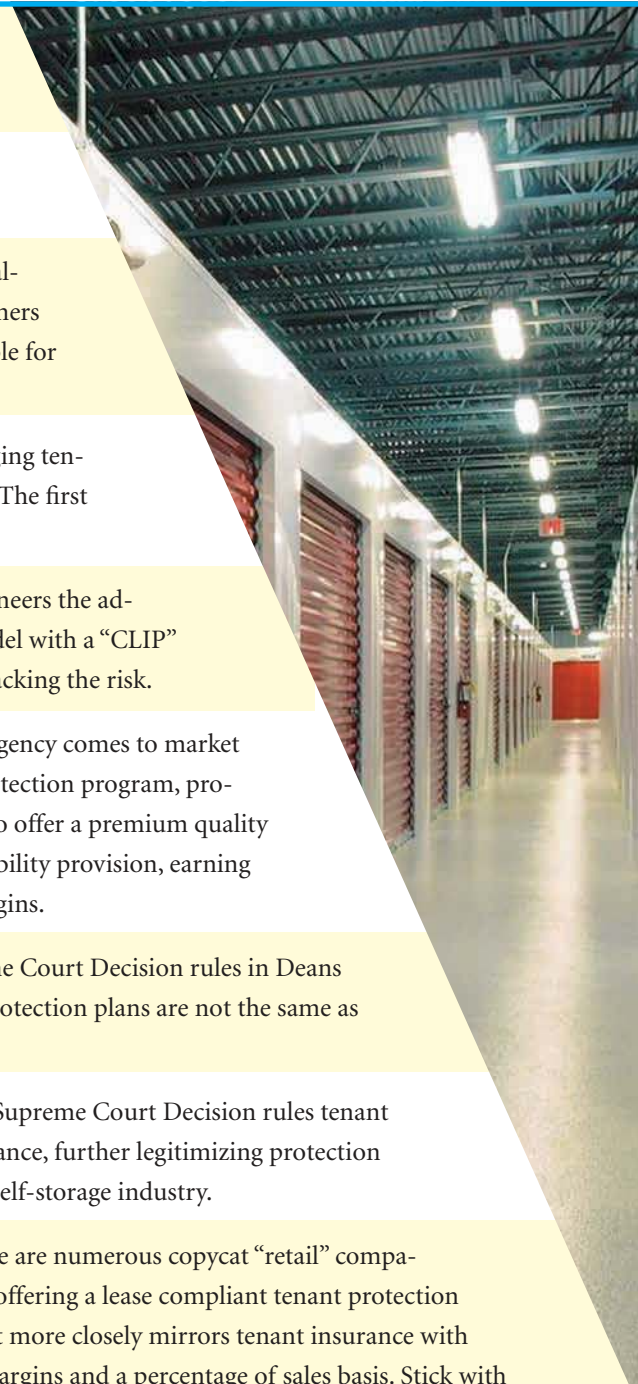 al-
ners
le for
ing ten-
The first
neers the ad-
del with a “CLIP”
acking the risk.
gency comes to market
tection program, pro-
o offer a premium quality
bility provision, earning
gins.
ne Court Decision rules in Deans
otection plans are not the same as
Supreme Court Decision rules tenant
ance, further legitimizing protection
elf-storage industry.
e are numerous copycat “retail” compa-
offering a lease compliant tenant protection
t more closely mirrors tenant insurance with
argins and a percentage of sales basis. Stick with